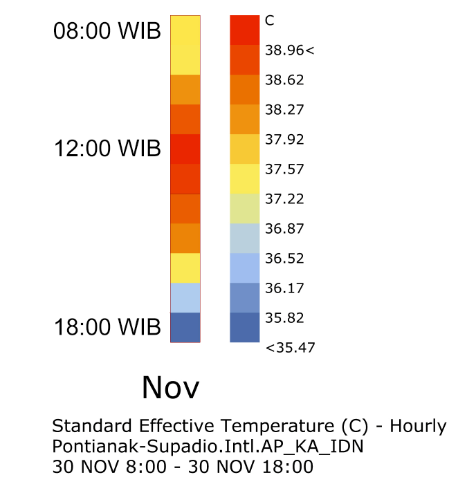 08:00 WIB
12:00 WIB
18:00 WIB
C
38.96<
38.62
38.27
37.92
37.57
37.22
36.87
36.52
36.17
35.82
<35.47
Nov
Standard Effective Temperature (C) - Hourly
Pontianak-Supadio.Intl.AP_KA_IDN
30 NOV 8:00 - 30 NOV 18:00